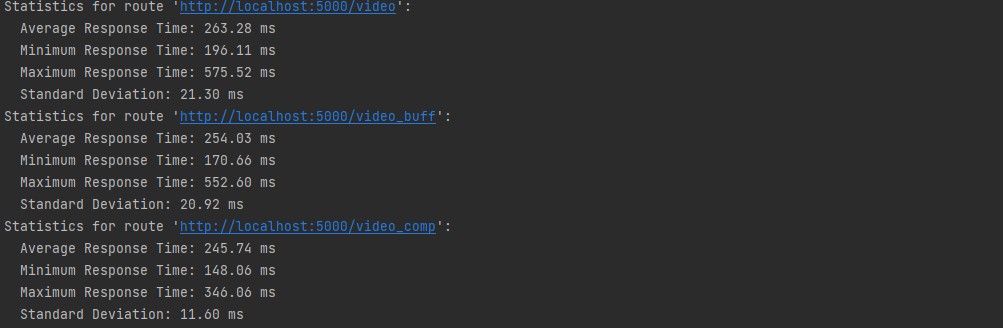 Statistics for route 'http://localhost:5000/video':
Average Response Time: 263.28 ms
Minimum Response Time: 196.11 ms
Maximum Response Time: 575.52 ms
Standard Deviation: 21.30 ms
Statistics for route 'http://localhost:5000/video_buff':
Average Response Time: 254.03 ms
Minimum Response Time: 170.66 ms
Maximum Response Time: 552.60 ms
Standard Deviation: 20.92 ms
Statistics for route 'http://localhost:5000/video_comp':
Average Response Time: 245.74 ms
Minimum Response Time: 148.06 ms
Maximum Response Time: 346.06 ms
Standard Deviation: 11.60 ms